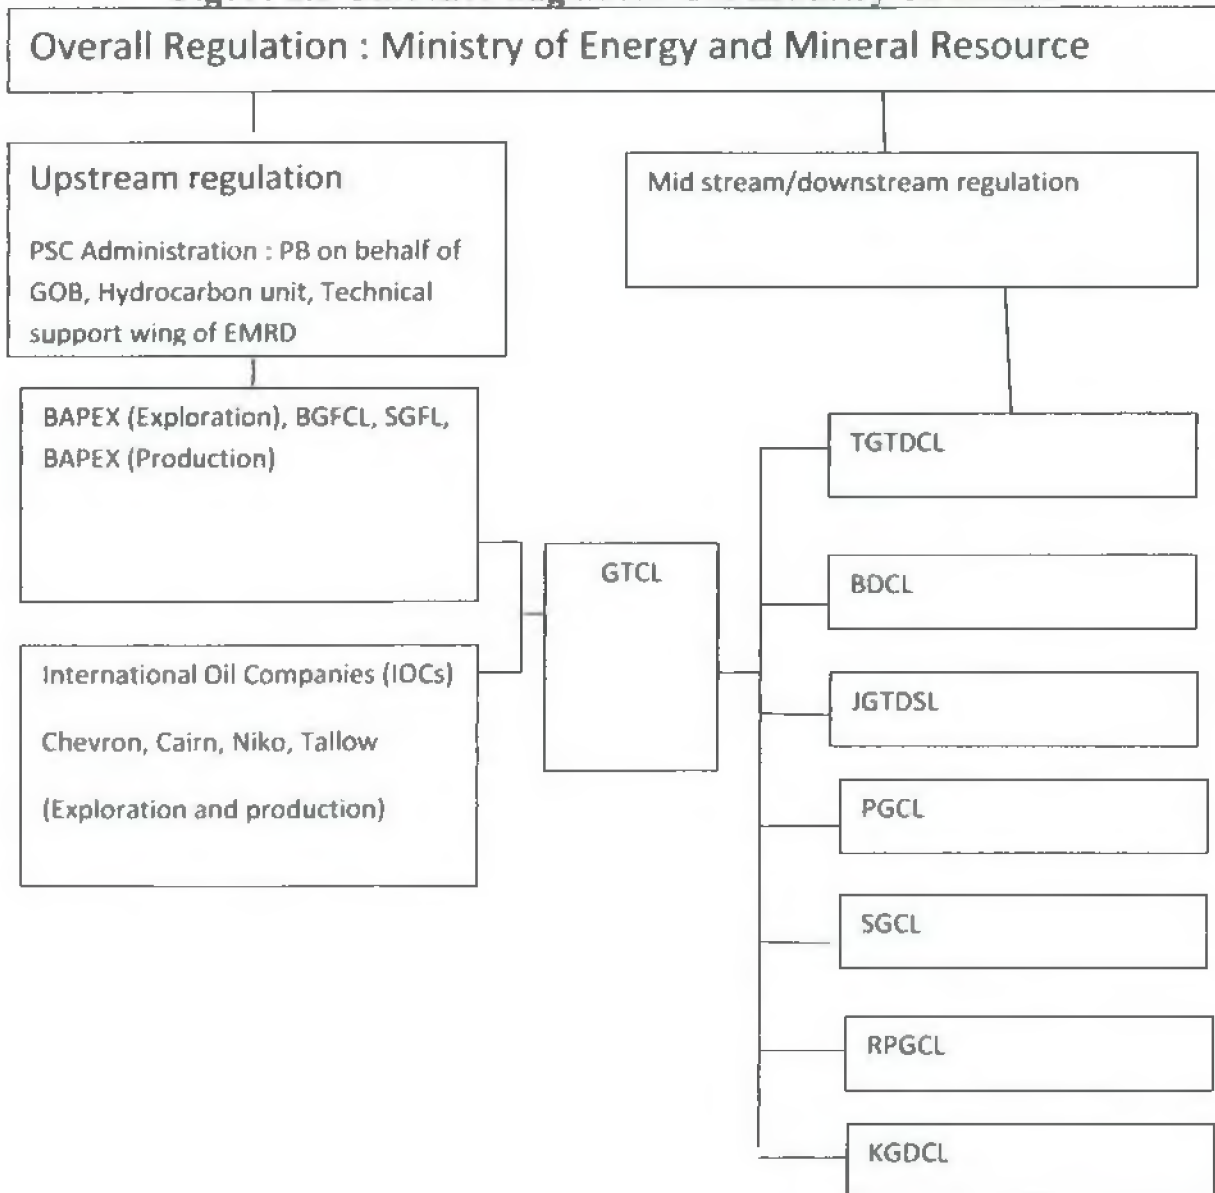 Overall Regulation : Ministry of Energy and Mineral Resource
Upstream regulation
PSC Administration : PB on behalf of
GOB, Hydrocarbon unit, Technical
support wing of EMRD
Mid stream/downstream regulation
BAPEX (Exploration), BGFCL, SGFL,
BAPEX (Production)
International Oil Companies (IOCs)
Chevron, Cairn, Niko, Tallow
(Exploration and production)
GTCL
TGTDCL
BDCL
JGTDSL
PGCL
SGCL
RPGCL
KGDCL